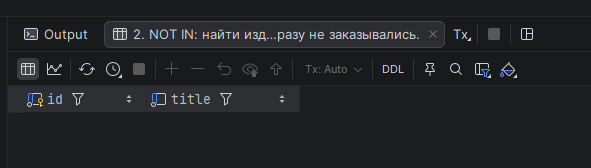 Output
2. NOT IN: найти изд...разу не заказывались.
Tx
Tx: Auto
DDL
id
title